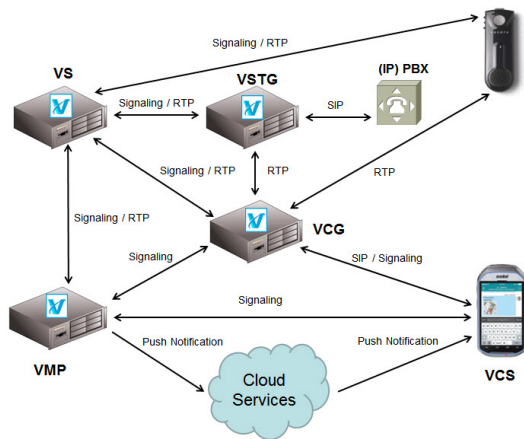 Signaling / RTP
VS
VSTG
(IP) PBX
Signaling / RTP
SIP
Signaling / RTP
RTP
RTP
Signaling / RTP
VCG
Signaling
SIP / Signaling
Signaling
Push Notification
Push Notification
VMP
Cloud
Services
VCS